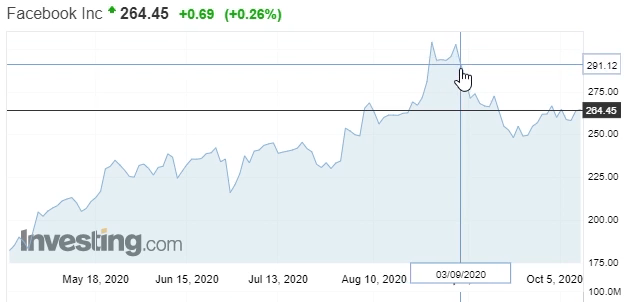 Facebook Inc 264.45 +0.69 (+0.26%)
291.12
275.00
264.45
250.00
225.00
200.00
Investing.com
175.00
May 18, 2020 Jun 15, 2020 Jul 13, 2020 Aug 10, 2020 03/09/2020 Oct 5, 2020
100.0M